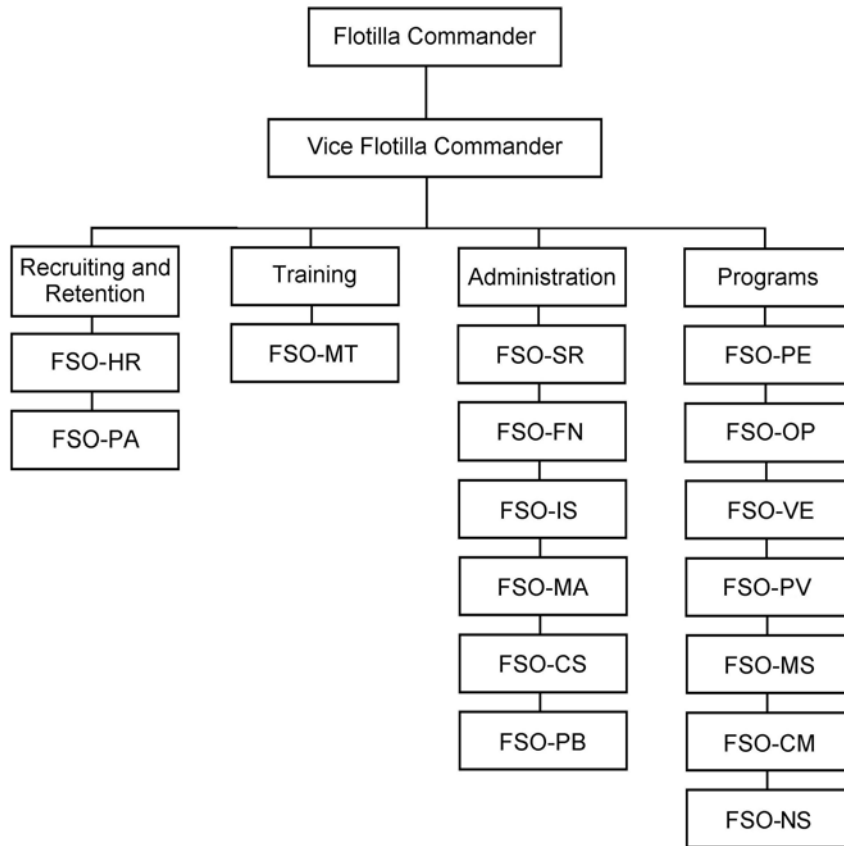 Flotilla Commander
Vice Flotilla Commander
Recruiting and
Retention
FSO-HR
FSO-PA
Training
FSO-MT
Administration
FSO-SR
FSO-FN
FSO-IS
FSO-MA
FSO-CS
FSO-PB
Programs
FSO-PE
FSO-OP
FSO-VE
FSO-PV
FSO-MS
FSO-CM
FSO-NS